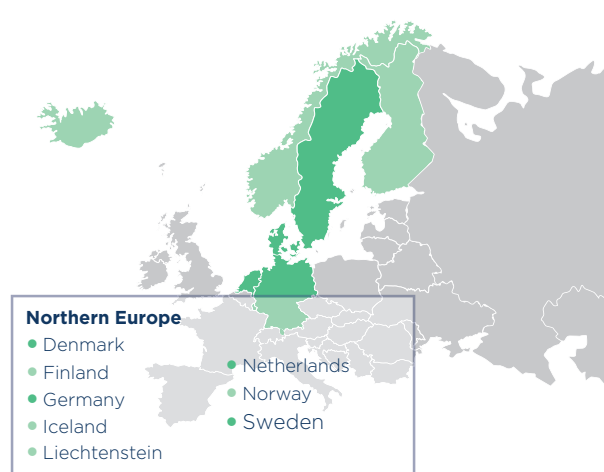 Northern Europe
Denmark
Finland
Germany
Iceland
Liechtenstein
Netherlands
Norway
Sweden